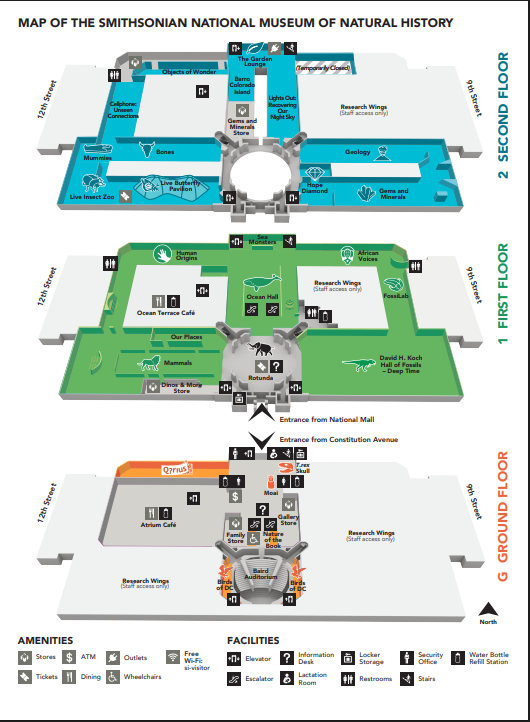 MAP OF THE SMITHSONIAN NATIONAL MUSEUM OF NATURAL HISTORY
2 SECOND FLOOR
12th Street
9th Street
The Garden
Lounge
(Temporarily Closed)
Objects of Wonder
Barro
Colorado
Island
Cellphone:
Unseen
Connections
Lights Out:
Recovering
Our
Night Sky
Research Wings
(Staff access only)
Gems and
Minerals
Store
Mummies
Bones
Geology
Live Insect Zoo
Live Butterfly
Pavilion
Hope
Diamond
Gems and
Minerals
1 FIRST FLOOR
12th Street
9th Street
Sea
Monsters
Human
Origins
African
Voices
Ocean Hall
Research Wings
(Staff access only)
FossiLab
Ocean Terrace Café
Our Places
Mammals
Rotunda
?
David H. Koch
Hall of Fossils
– Deep Time
Dinos & More
Store
Entrance from National Mall
Entrance from Constitution Avenue
G GROUND FLOOR
12th Street
9th Street
Q?rius
T.rex
Skull
Moai
$
Atrium Café
?
Gallery
Store
Family
Store
Nature
of the
Book
Research Wings
(Staff access only)
Baird
Auditorium
Research Wings
(Staff access only)
Birds
of DC
Birds
of DC
North
AMENITIES
Stores
$ ATM
Outlets
Free
Wi-Fi:
si-visitor
Tickets
Dining
Wheelchairs
FACILITIES
Elevator
? Information
Desk
Locker
Storage
Security
Office
Water Bottle
Refill Station
Escalator
Lactation
Room
Restrooms
Stairs